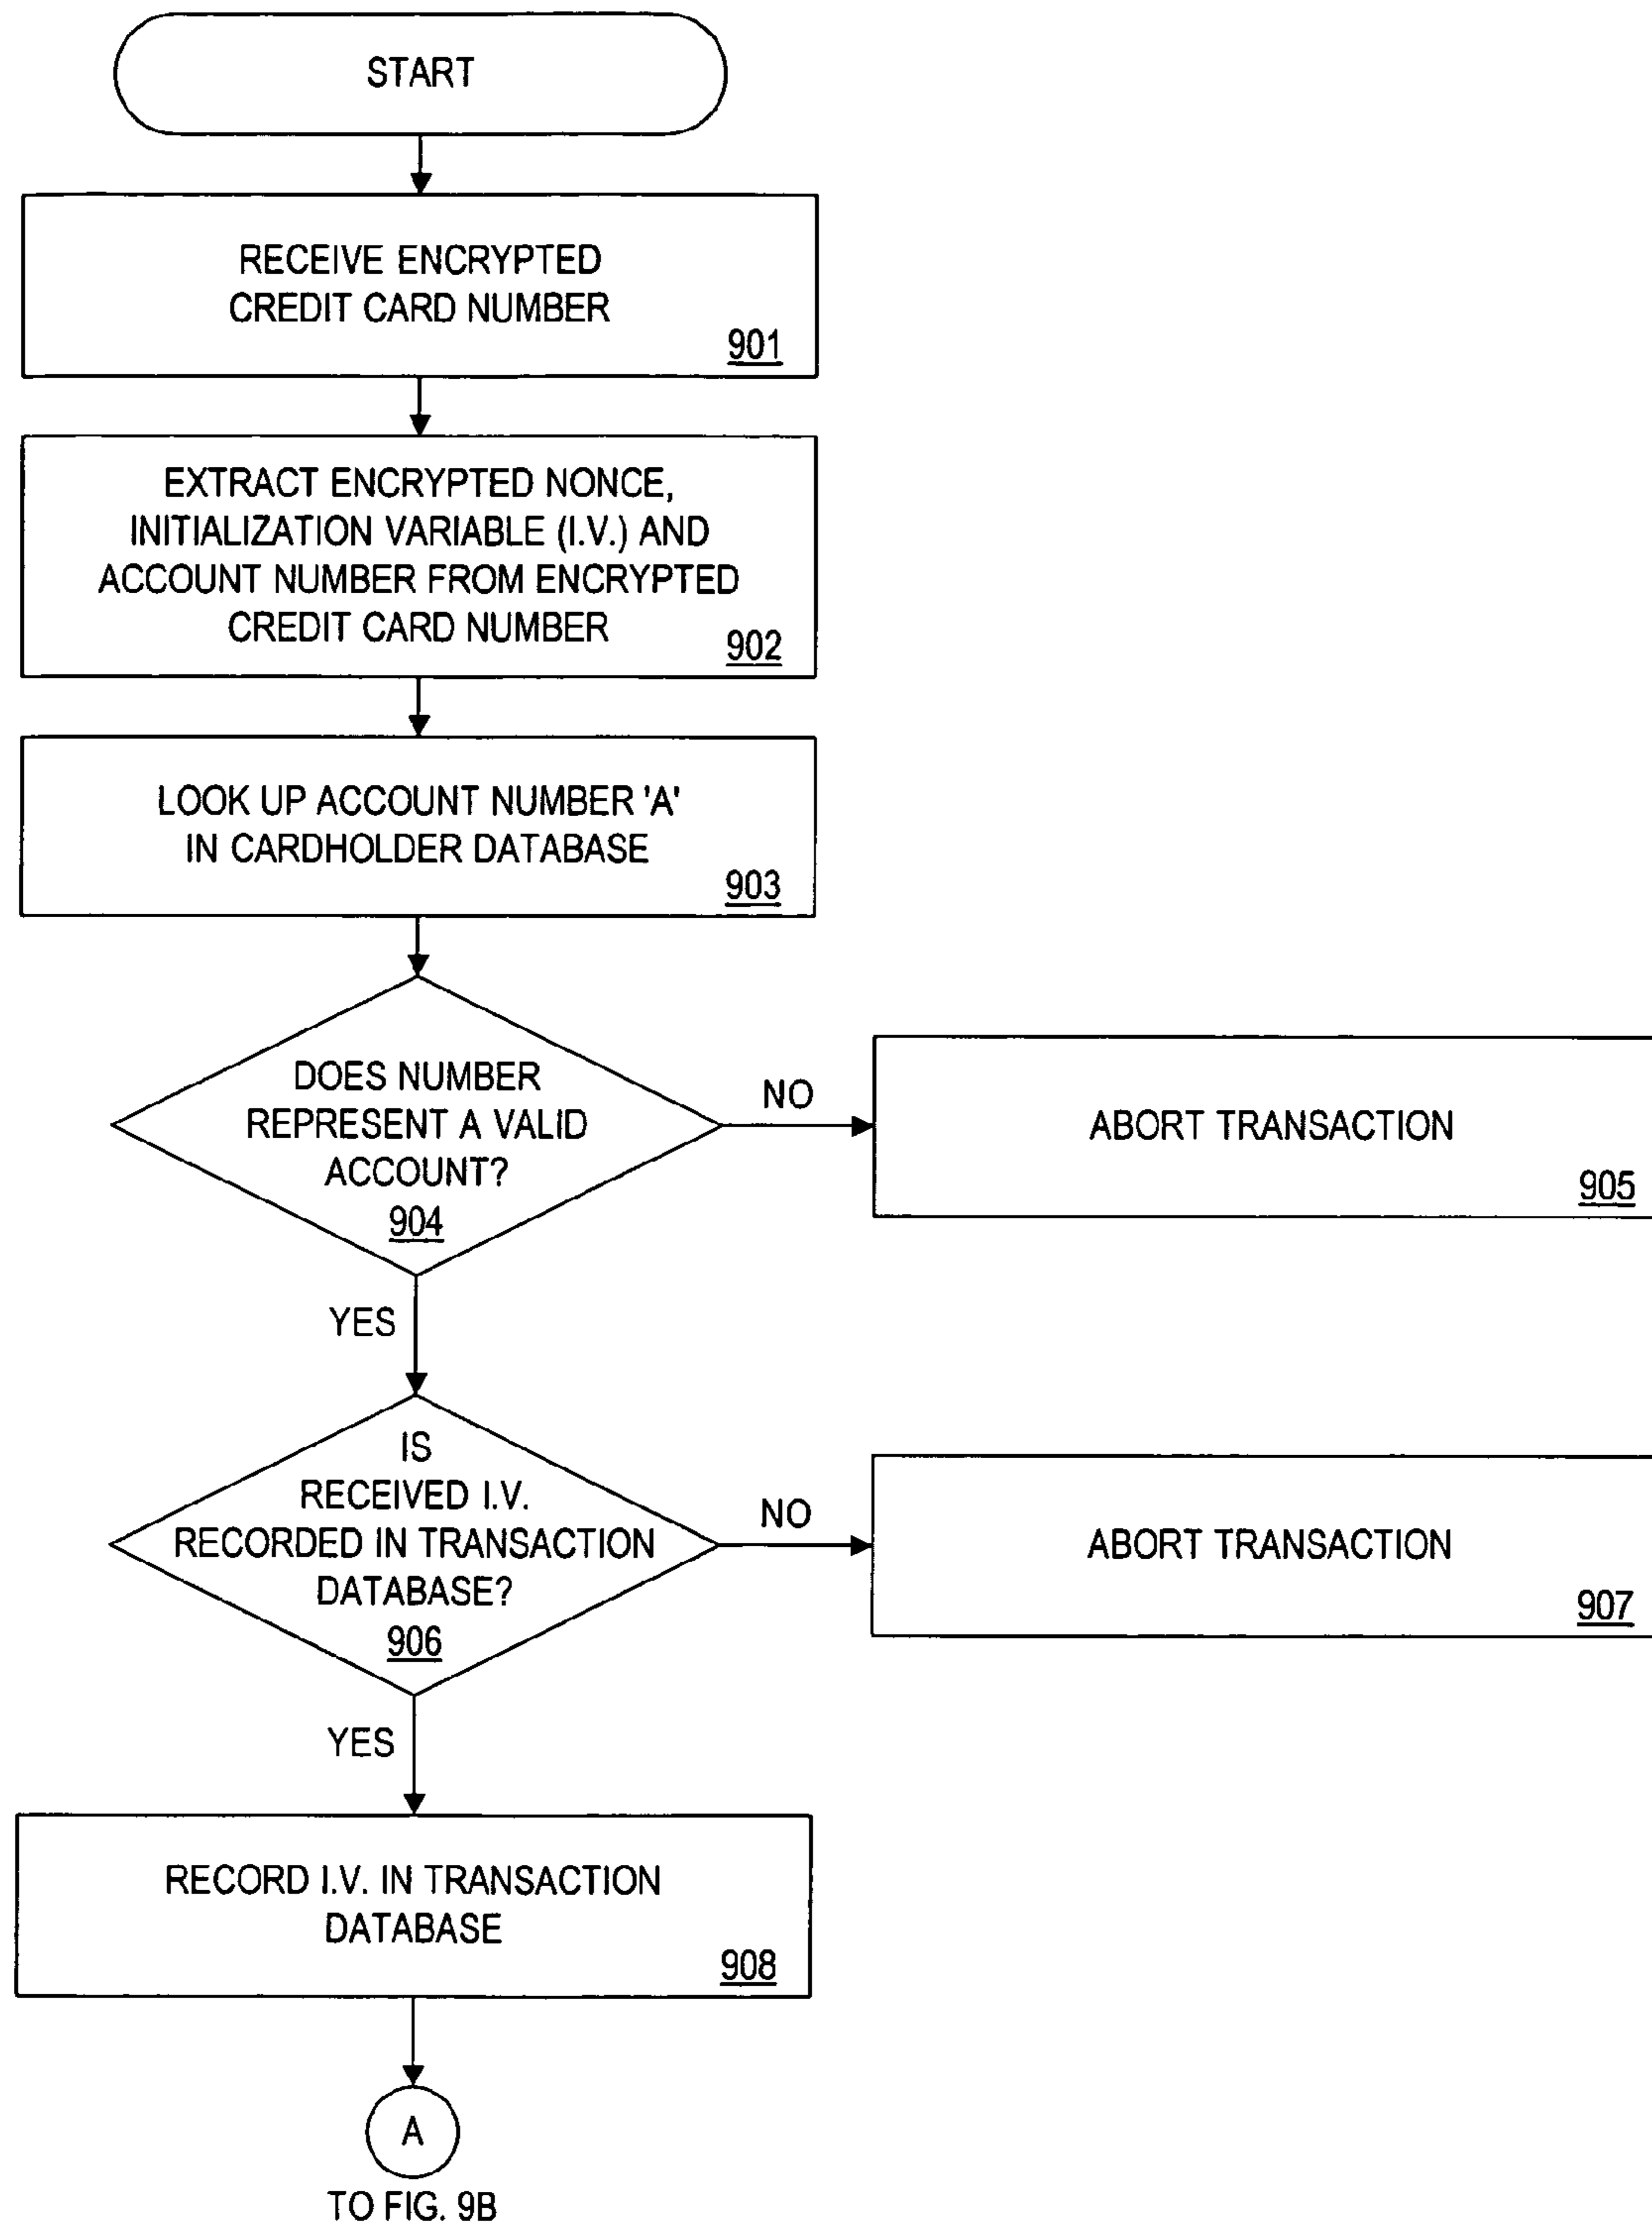 START
RECEIVE ENCRYPTED
CREDIT CARD NUMBER
901
EXTRACT ENCRYPTED NONCE,
INITIALIZATION VARIABLE (I.V.) AND
ACCOUNT NUMBER FROM ENCRYPTED
CREDIT CARD NUMBER
902
LOOK UP ACCOUNT NUMBER 'A'
IN CARDHOLDER DATABASE
903
DOES NUMBER
REPRESENT A VALID
ACCOUNT?
904
NO
ABORT TRANSACTION
905
YES
IS
RECEIVED I.V.
RECORDED IN TRANSACTION
DATABASE?
906
NO
ABORT TRANSACTION
907
YES
RECORD I.V. IN TRANSACTION
DATABASE
908
A
TO FIG. 9B